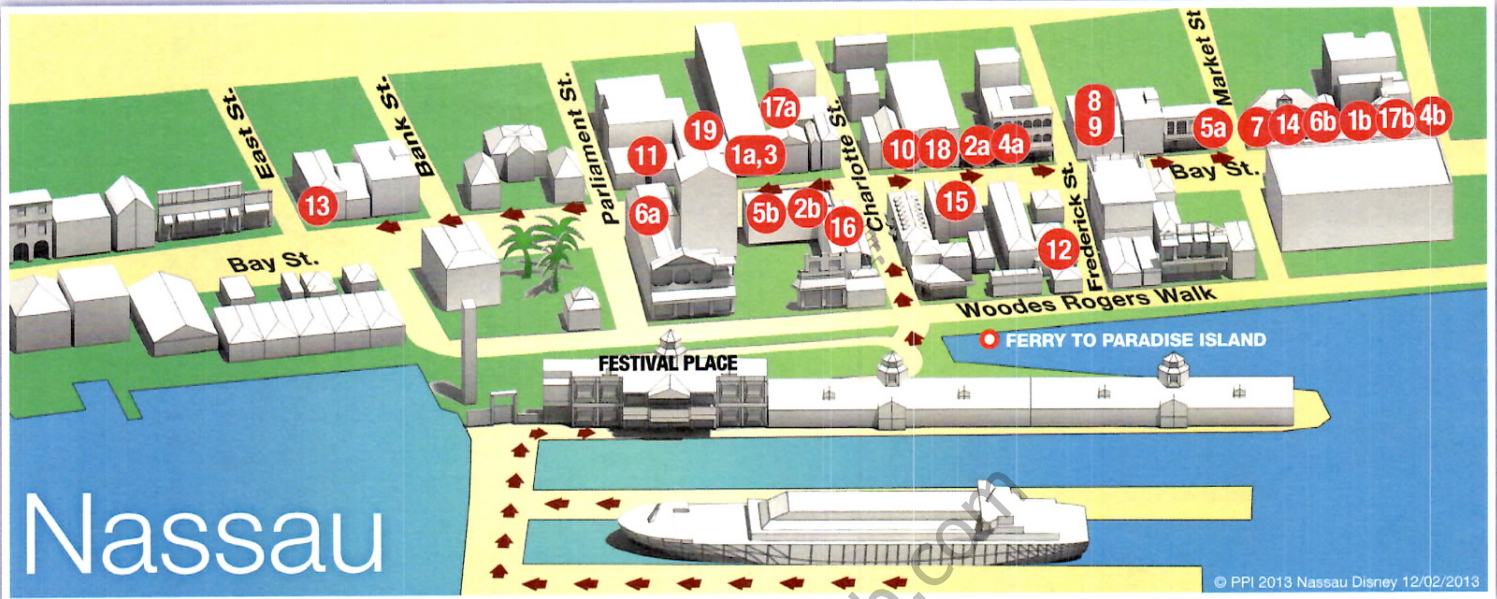 East St.
Bank St.
Parliament St.
Charlotte St.
Frederick St.
Market St
8
9
17a
19
11
1a,3
10
18
2a
4a
5a
7
14
6b
1b
17b
4b
13
6a
5b
2b
16
15
12
Bay St.
Bay St.
Woodes Rogers Walk
FERRY TO PARADISE ISLAND
FESTIVAL PLACE
Nassau
b.com
© PPI 2013 Nassau Disney 12/02/2013